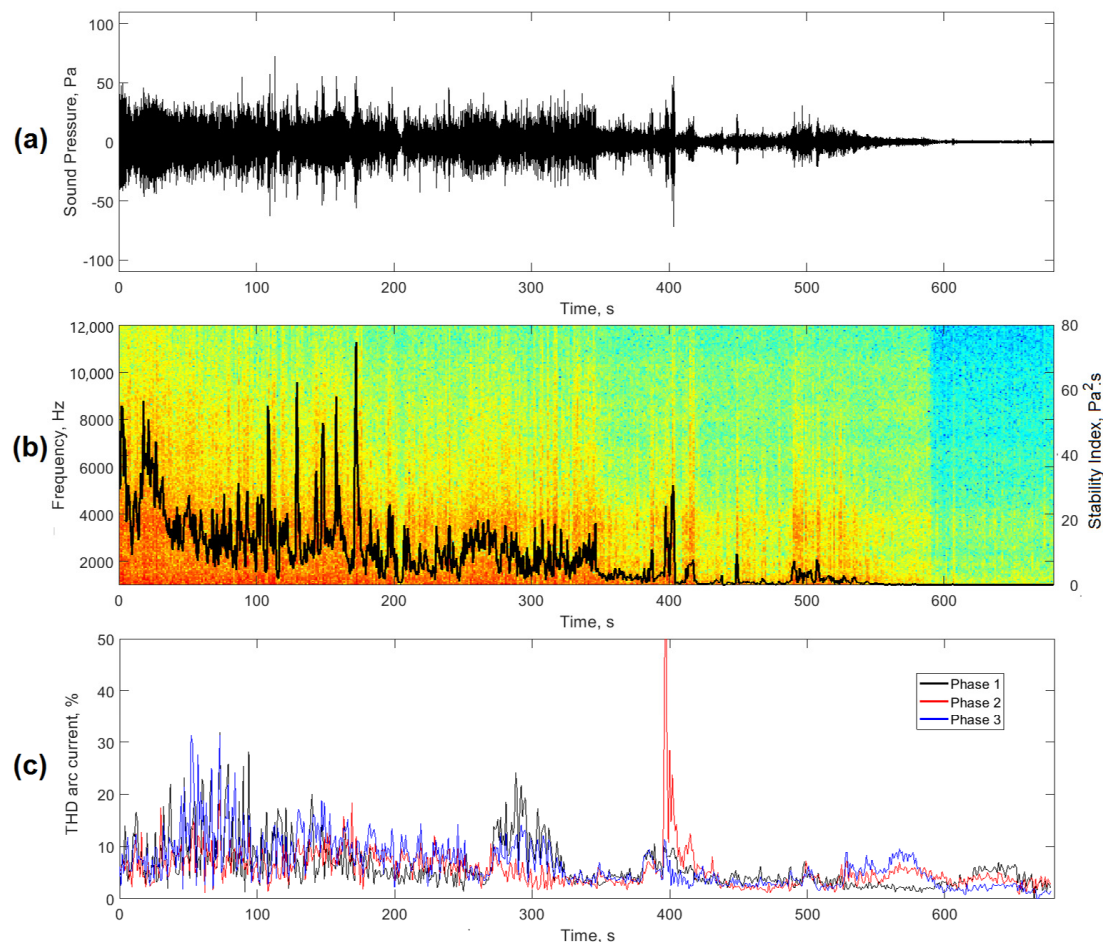 (a)
Sound Pressure, Pa
100
50
0
-50
-100
0 100 200 300 400 500 600
Time, s
(b)
Frequency, Hz
12,000
10,000
8000
6000
4000
2000
80
60
40
20
0
Stability Index, Pa².s
0 100 200 300 400 500 600
Time, s
(c)
THD arc current, %
50
40
30
20
10
0
Phase 1
Phase 2
Phase 3
0 100 200 300 400 500 600
Time, s